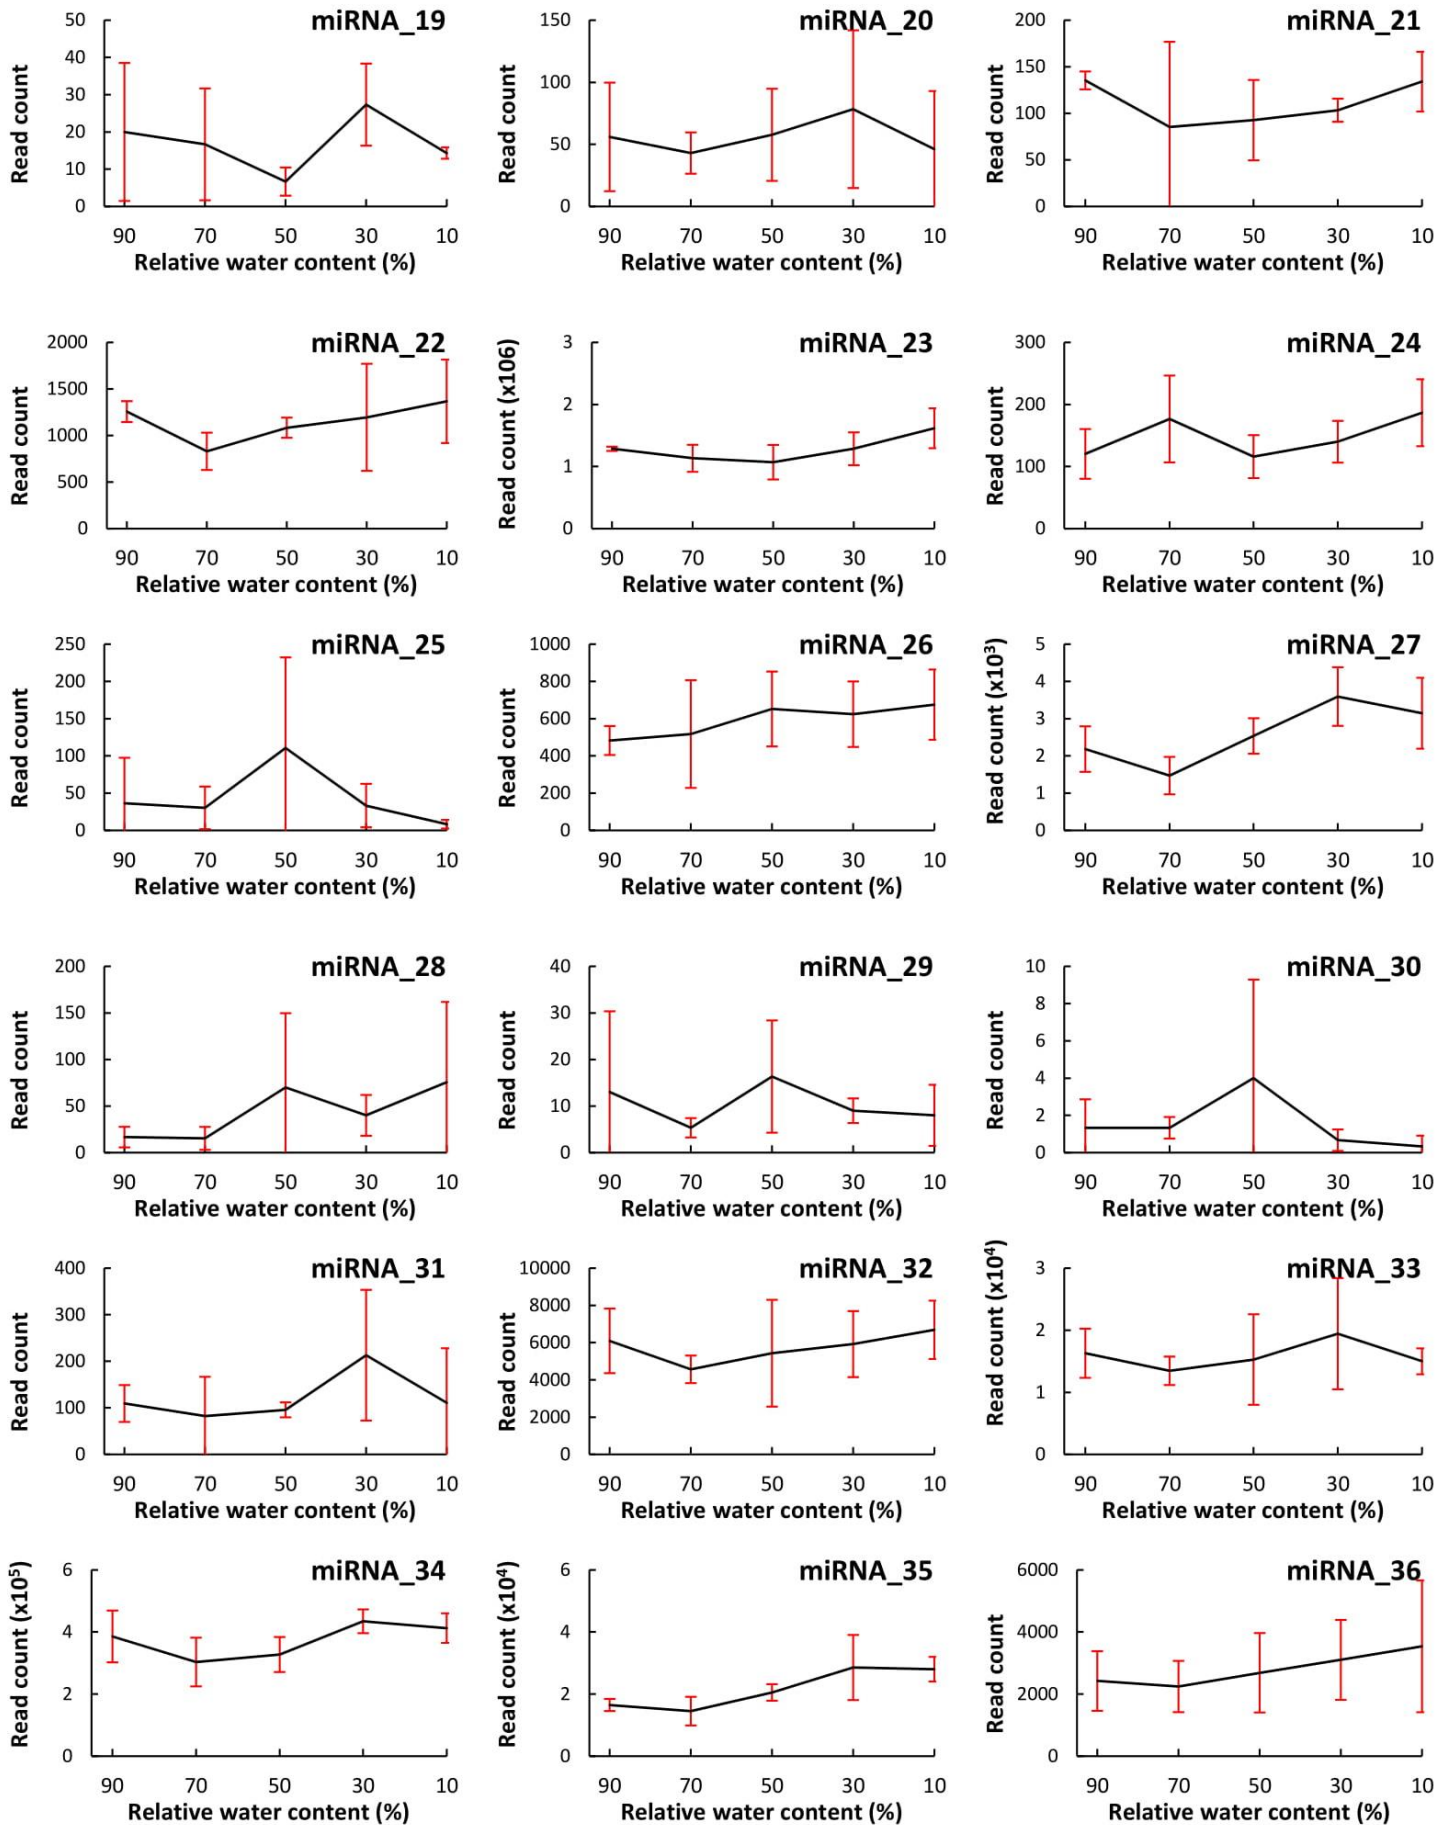 miRNA_19
Read count
50
40
30
20
10
0
90 70 50 30 10
Relative water content (%)
miRNA_20
Read count
150
100
50
0
90 70 50 30 10
Relative water content (%)
miRNA_21
Read count
200
150
100
50
0
90 70 50 30 10
Relative water content (%)
miRNA_22
Read count
2000
1500
1000
500
0
90 70 50 30 10
Relative water content (%)
miRNA_23
Read count (x106)
3
2
1
0
90 70 50 30 10
Relative water content (%)
miRNA_24
Read count
300
200
100
0
90 70 50 30 10
Relative water content (%)
miRNA_25
Read count
250
200
150
100
50
0
90 70 50 30 10
Relative water content (%)
miRNA_26
Read count
1000
800
600
400
200
0
90 70 50 30 10
Relative water content (%)
miRNA_27
Read count (x10³)
5
4
3
2
1
0
90 70 50 30 10
Relative water content (%)
miRNA_28
Read count
200
150
100
50
0
90 70 50 30 10
Relative water content (%)
miRNA_29
Read count
40
30
20
10
0
90 70 50 30 10
Relative water content (%)
miRNA_30
Read count
10
8
6
4
2
0
90 70 50 30 10
Relative water content (%)
miRNA_31
Read count
400
300
200
100
0
90 70 50 30 10
Relative water content (%)
miRNA_32
Read count
10000
8000
6000
4000
2000
0
90 70 50 30 10
Relative water content (%)
miRNA_33
Read count (x10⁴)
3
2
1
0
90 70 50 30 10
Relative water content (%)
miRNA_34
Read count (x10⁵)
6
4
2
0
90 70 50 30 10
Relative water content (%)
miRNA_35
Read count (x10⁴)
6
4
2
0
90 70 50 30 10
Relative water content (%)
miRNA_36
Read count
6000
4000
2000
0
90 70 50 30 10
Relative water content (%)